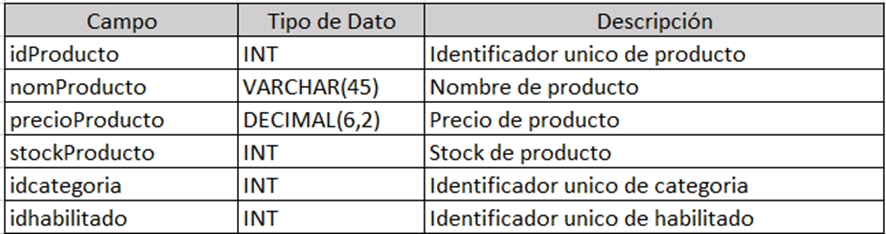 Campo Tipo de Dato Descripción
idProducto INT Identificador unico de producto
nomProducto VARCHAR(45) Nombre de producto
precioProducto DECIMAL(6,2) Precio de producto
stockProducto INT Stock de producto
idcategoria INT Identificador unico de categoria
idhabilitado INT Identificador unico de habilitado